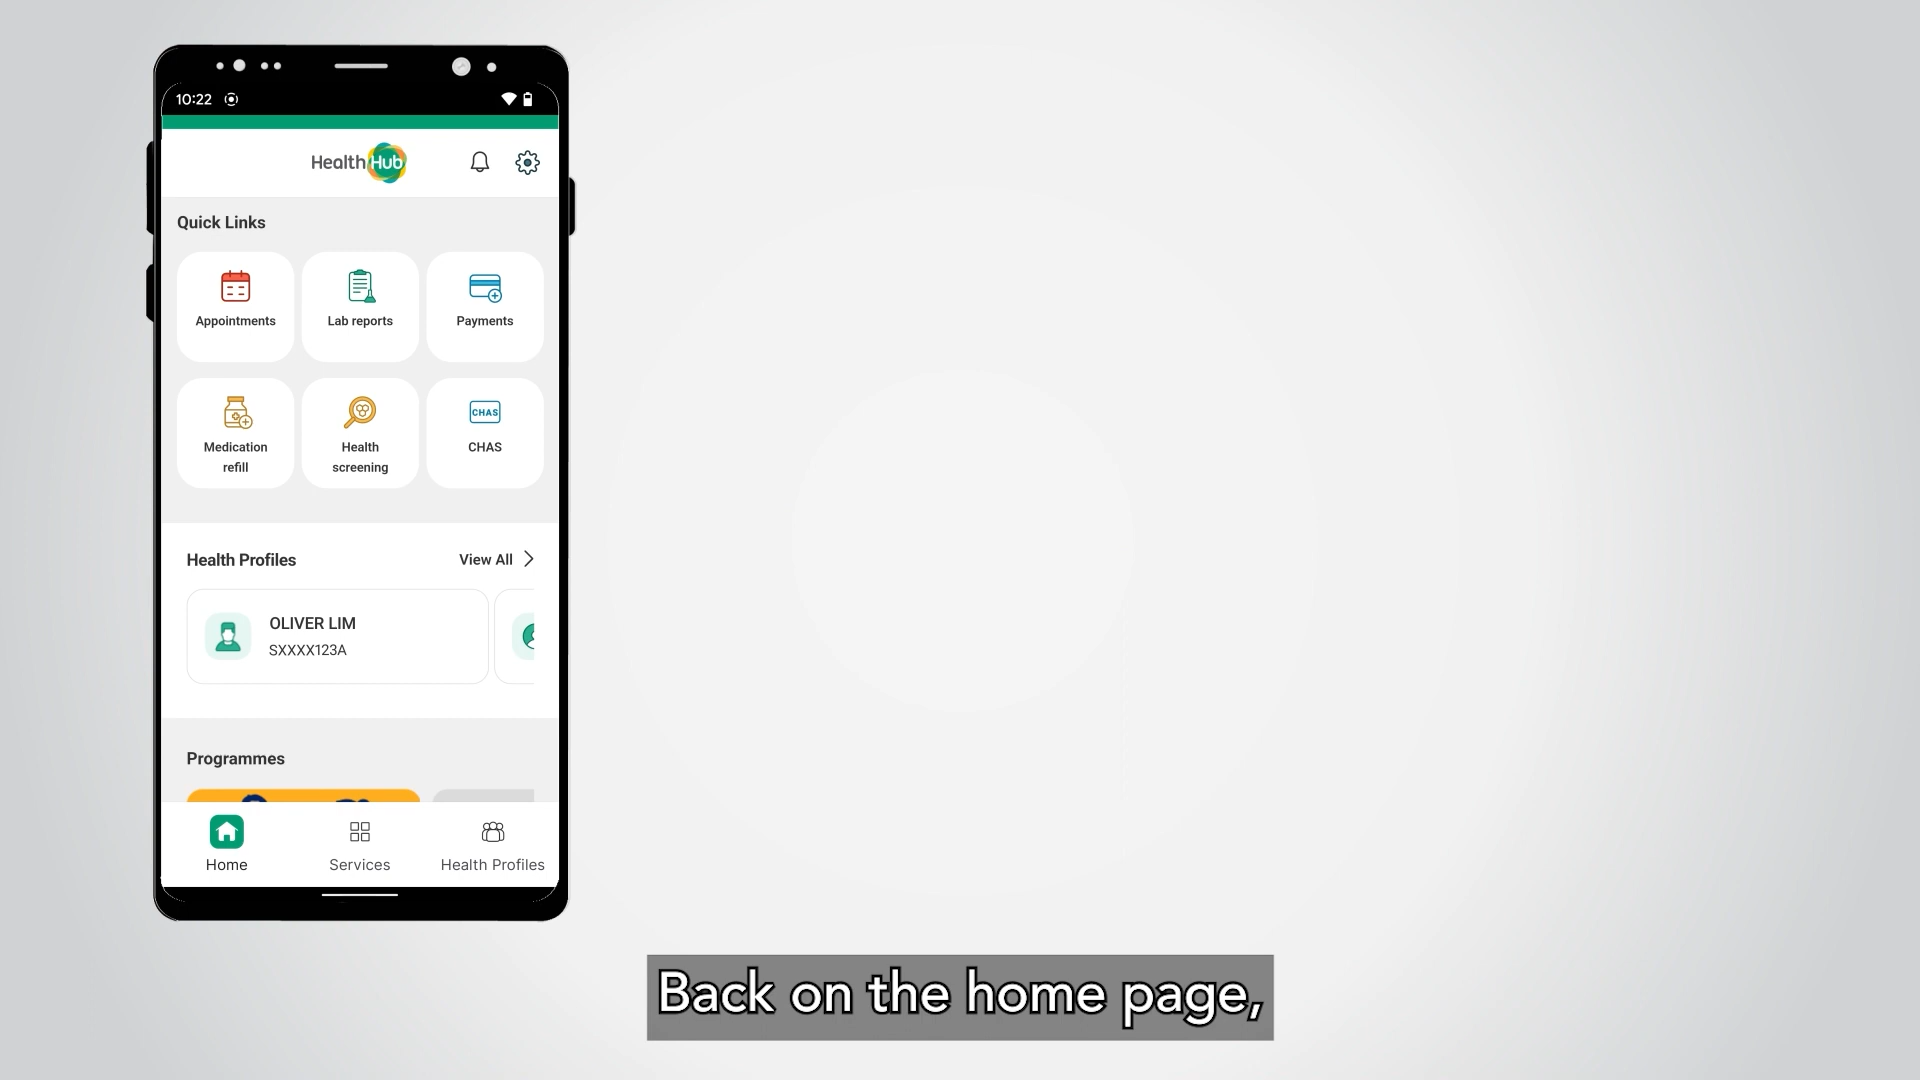 10:22
HealthHub
Quick Links
Appointments
Lab reports
Payments
Medication
refill
Health
screening
CHAS
CHAS
Health Profiles
View All
OLIVER LIM
SXXXX123A
Programmes
Home
Services
Health Profiles
Back on the home page,